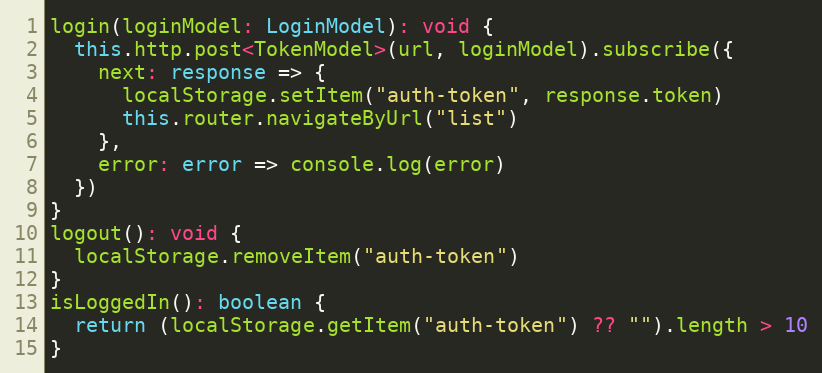 1 login(loginModel: LoginModel): void {
2   this.http.post<TokenModel>(url, loginModel).subscribe({
3     next: response => {
4       localStorage.setItem("auth-token", response.token)
5       this.router.navigateByUrl("list")
6     },
7     error: error => console.log(error)
8   })
9 }
10 logout(): void {
11   localStorage.removeItem("auth-token")
12 }
13 isLoggedIn(): boolean {
14   return (localStorage.getItem("auth-token") ?? "").length > 10
15 }